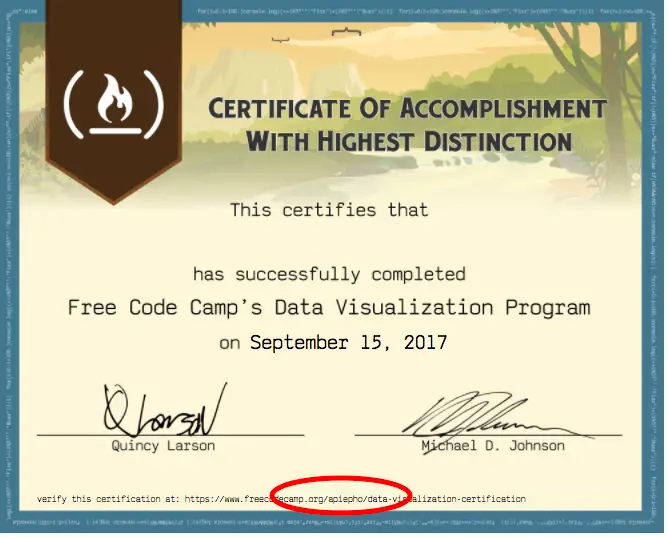 CERTIFICATE OF ACCOMPLISHMENT
WITH HIGHEST DISTINCTION
This certifies that
has successfully completed
Free Code Camp's Data Visualization Program
on September 15, 2017
Quincy Larson
Michael D. Johnson
verify this certification at: https://www.freecodecamp.org/apiepho/data-visualization-certification